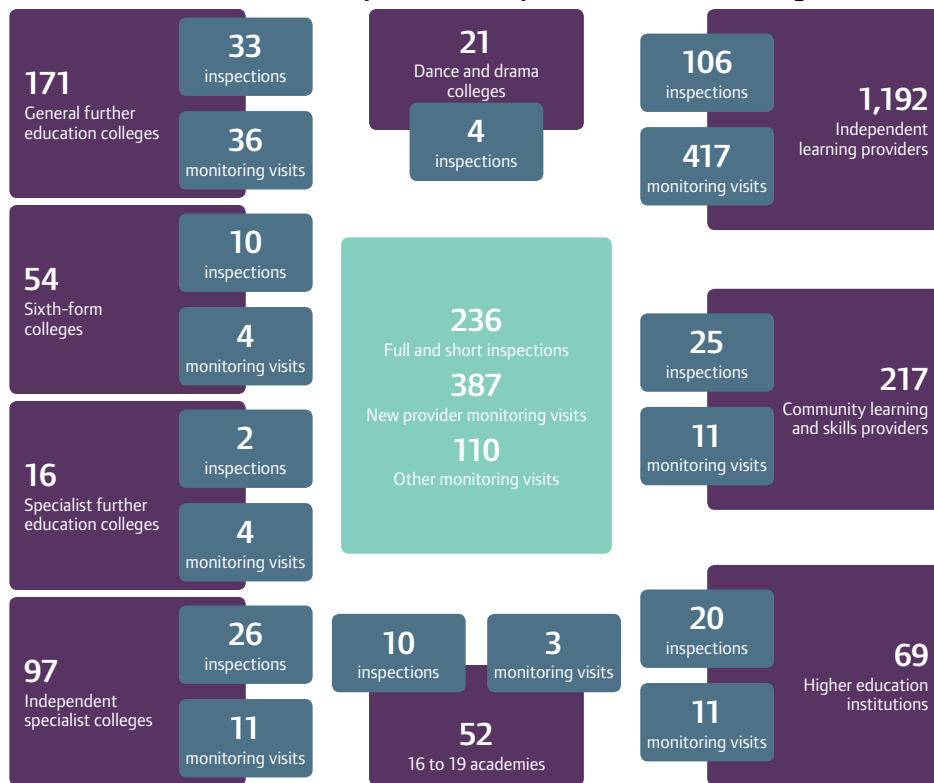 171
General further
education colleges
33
inspections
36
monitoring visits
21
Dance and drama
colleges
4
inspections
106
inspections
417
monitoring visits
1,192
Independent
learning providers
54
Sixth-form
colleges
10
inspections
4
monitoring visits
236
Full and short inspections
387
New provider monitoring visits
110
Other monitoring visits
25
inspections
11
monitoring visits
217
Community learning
and skills providers
16
Specialist further
education colleges
2
inspections
4
monitoring visits
97
Independent
specialist colleges
26
inspections
11
monitoring visits
10
inspections
3
monitoring visits
52
16 to 19 academies
20
inspections
11
monitoring visits
69
Higher education
institutions